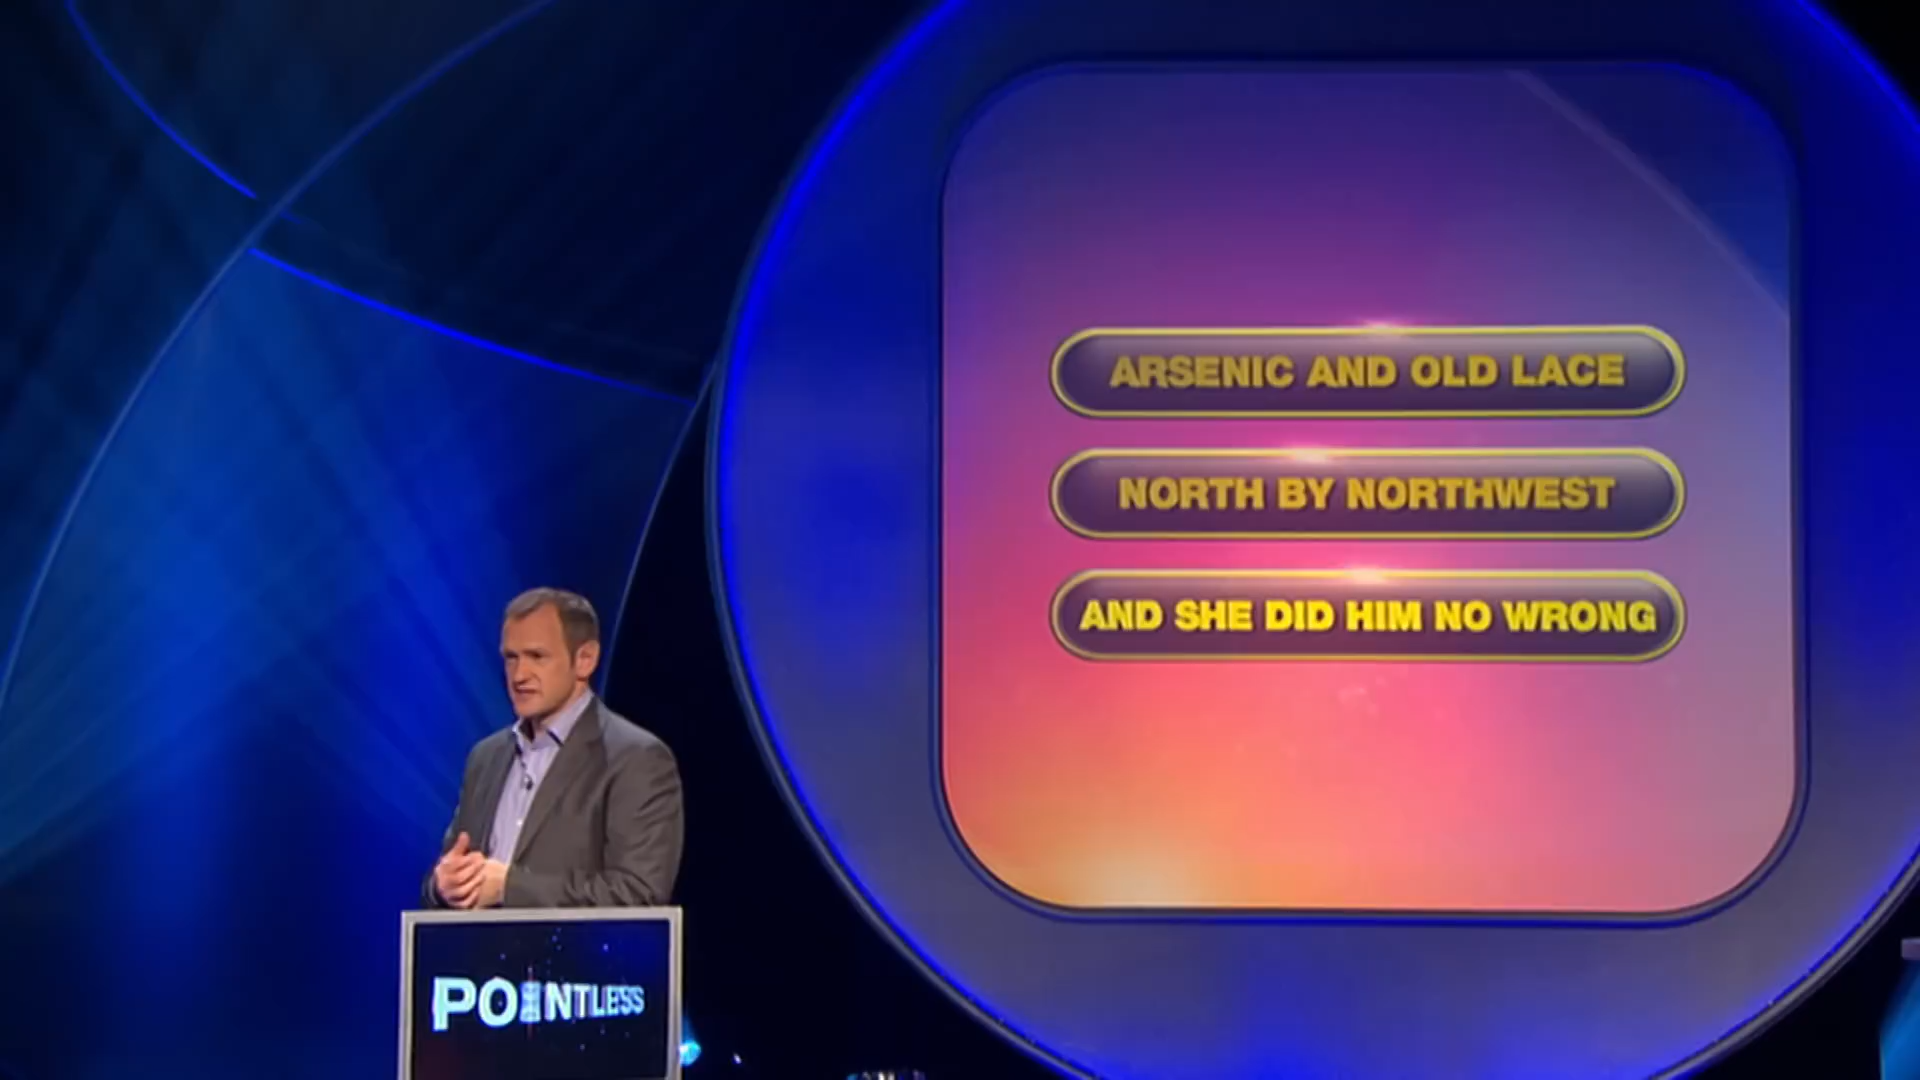 ARSENIC AND OLD LACE
NORTH BY NORTHWEST
AND SHE DID HIM NO WRONG
POINTLESS